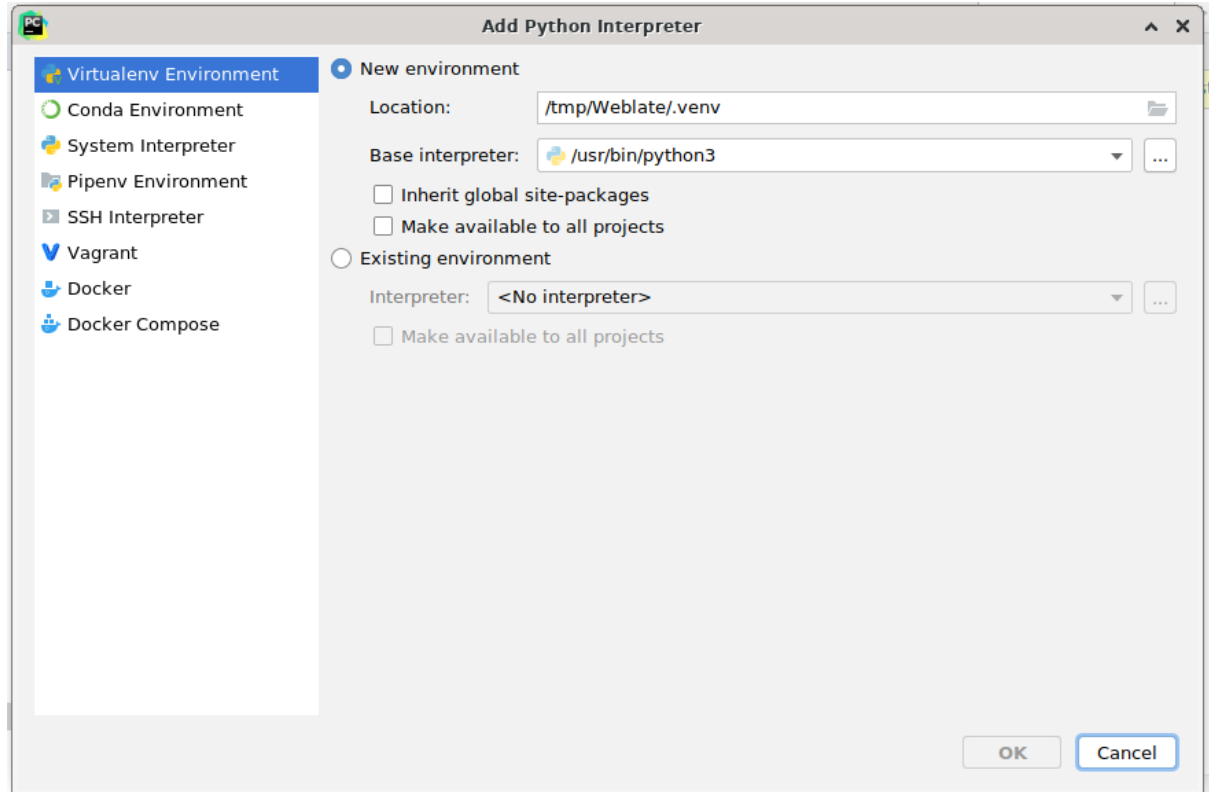 PC
Add Python Interpreter
Virtualenv Environment
Conda Environment
System Interpreter
Pipenv Environment
SSH Interpreter
Vagrant
Docker
Docker Compose
New environment
Location: /tmp/Weblate/.venv
Base interpreter: /usr/bin/python3 ...
Inherit global site-packages
Make available to all projects
Existing environment
Interpreter: <No interpreter> ...
Make available to all projects
OK Cancel